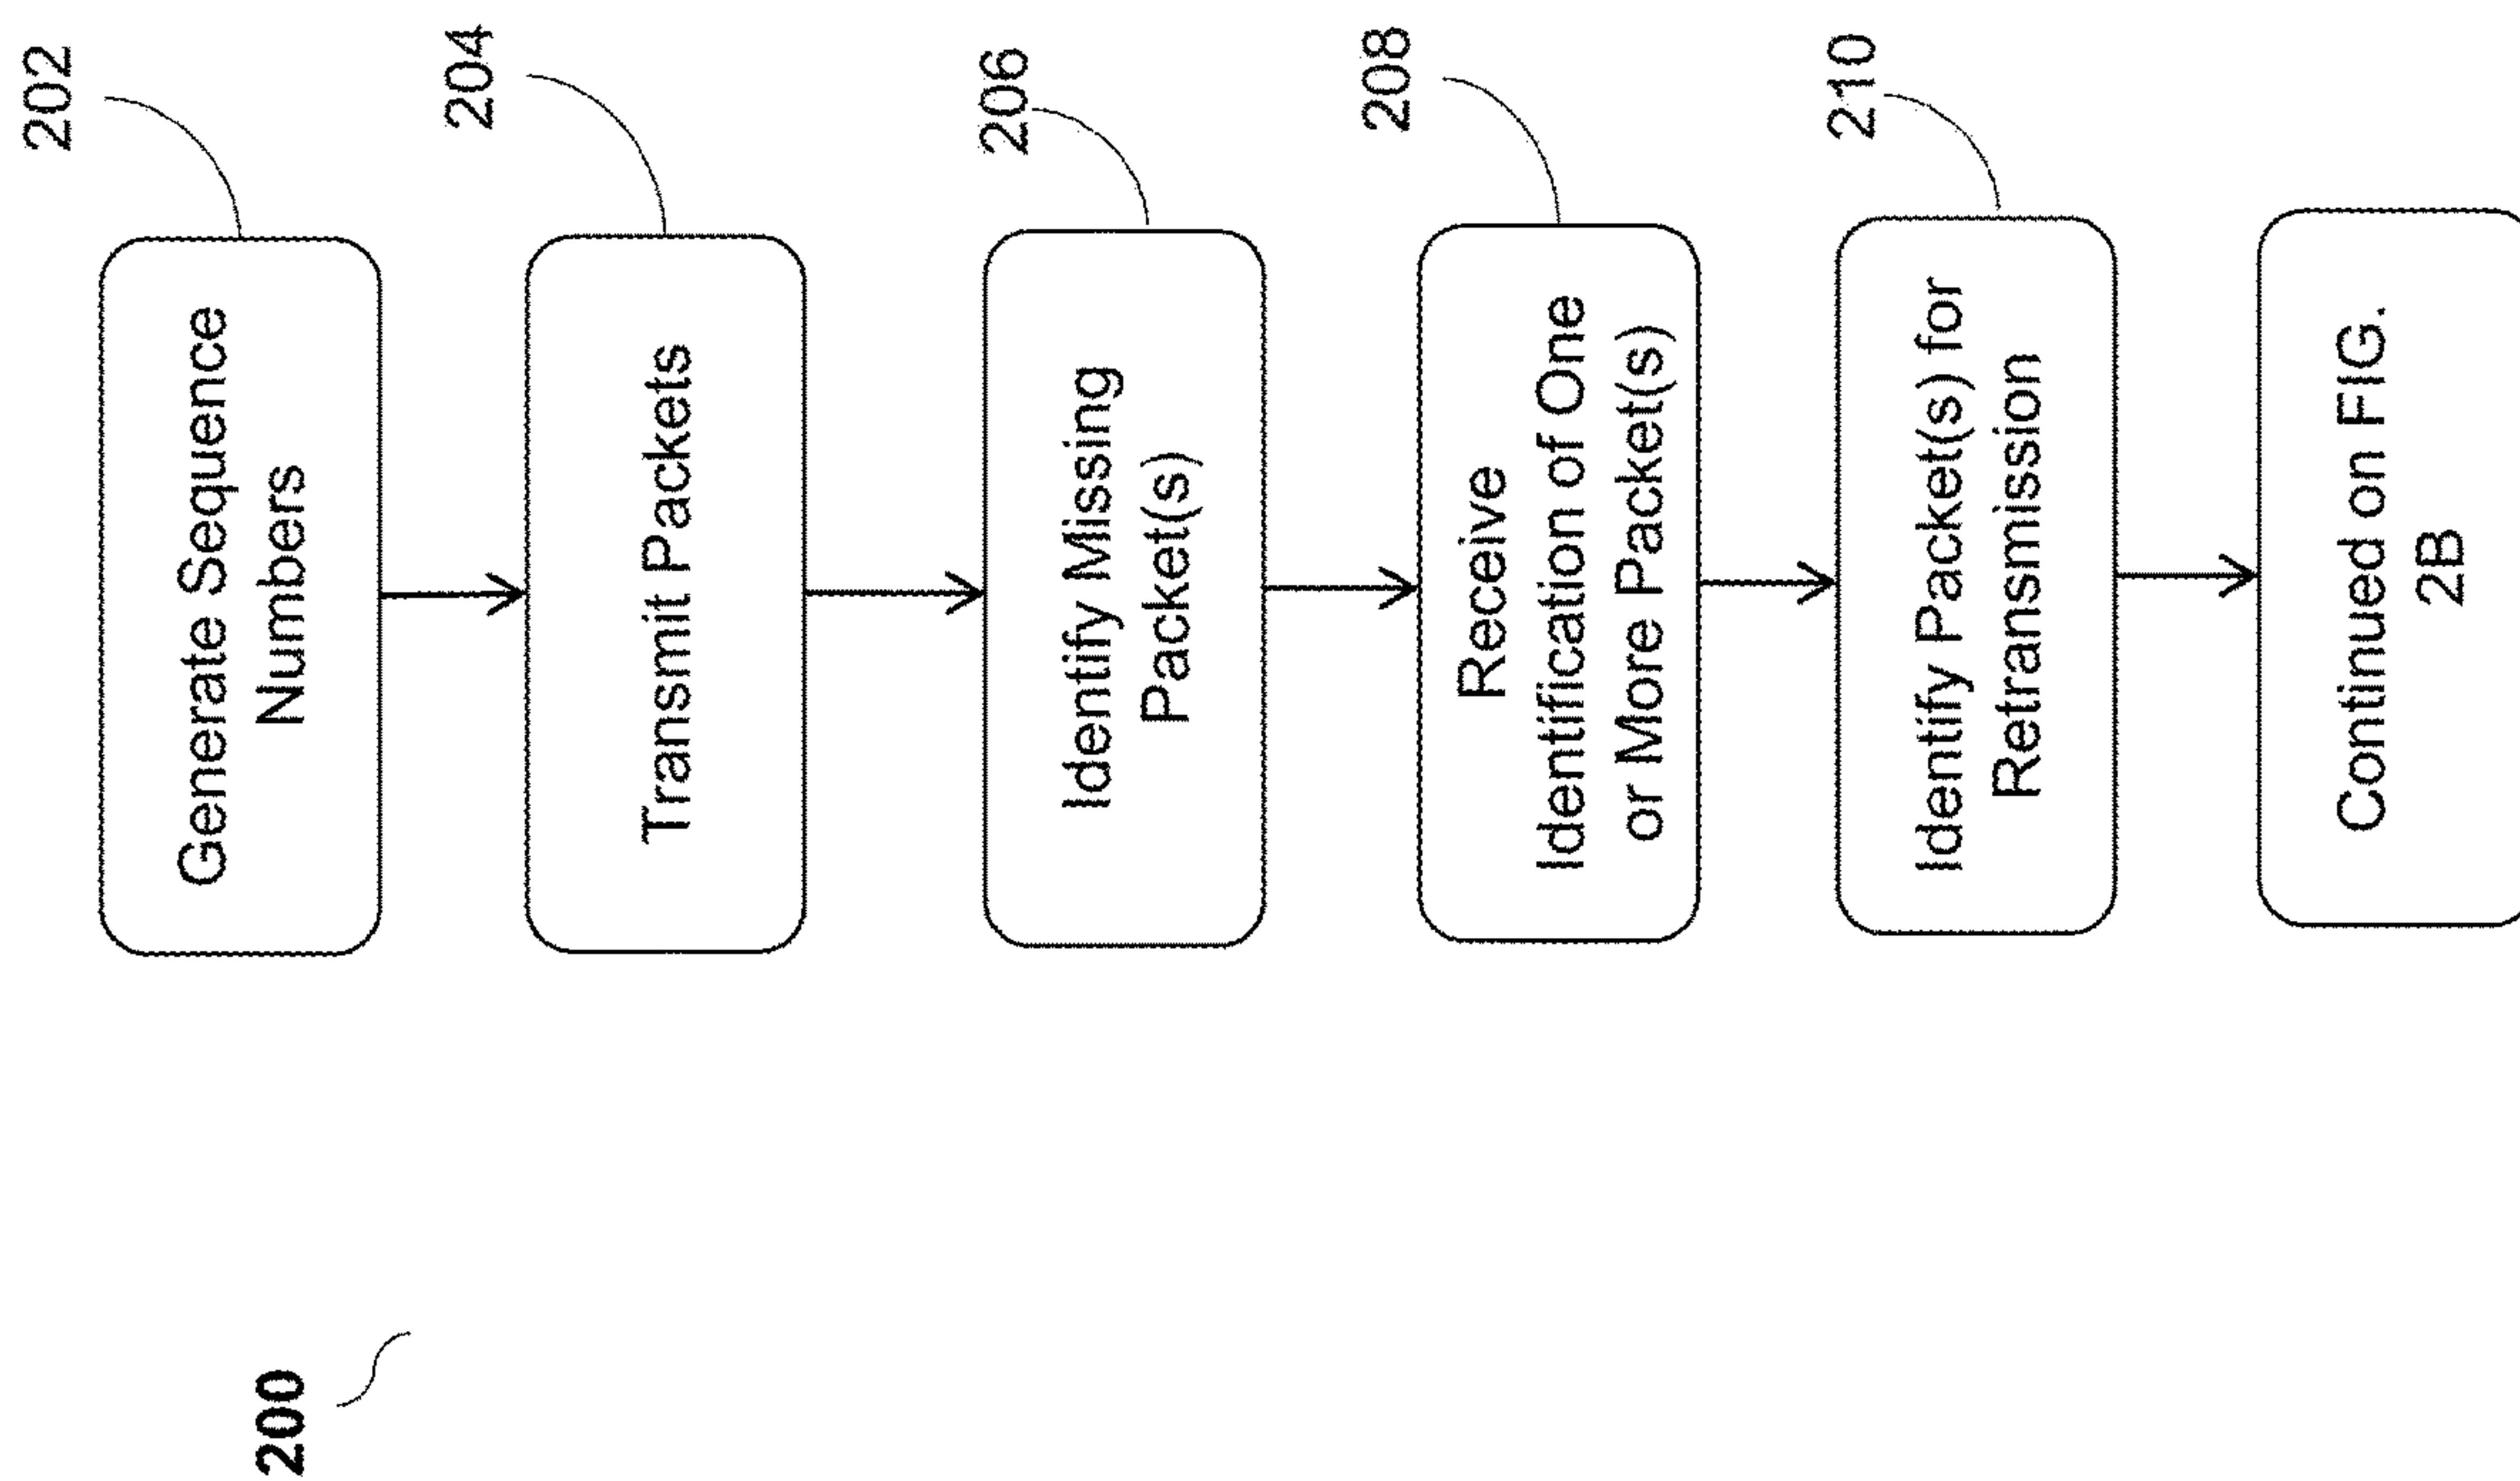 200
202
Generate Sequence
Numbers
204
Transmit Packets
206
Identify Missing
Packet(s)
208
Receive
Identification of One
or More Packet(s)
210
Identify Packet(s) for
Retransmission
Continued on FIG.
2B